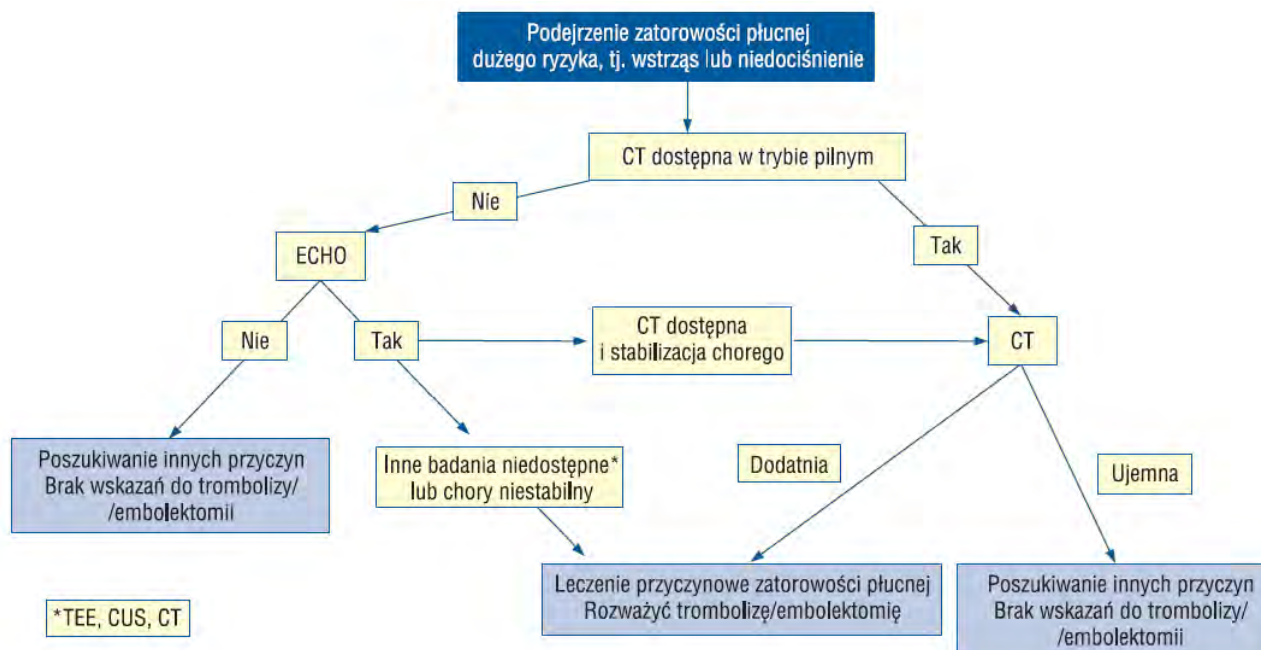 Podejrzenie zatorowości płucnej
dużego ryzyka, tj. wstrząs lub niedociśnienie
CT dostępna w trybie pilnym
Nie
Tak
ECHO
Nie
Tak
CT dostępna
i stabilizacja chorego
CT
Poszukiwanie innych przyczyn
Brak wskazań do trombolizy/
/embolektomii
Inne badania niedostępne*
lub chory niestabilny
Dodatnia
Ujemna
Leczenie przyczynowe zatorowości płucnej
Rozważyć trombolizę/embolektomię
Poszukiwanie innych przyczyn
Brak wskazań do trombolizy/
/embolektomii
*TEE, CUS, CT